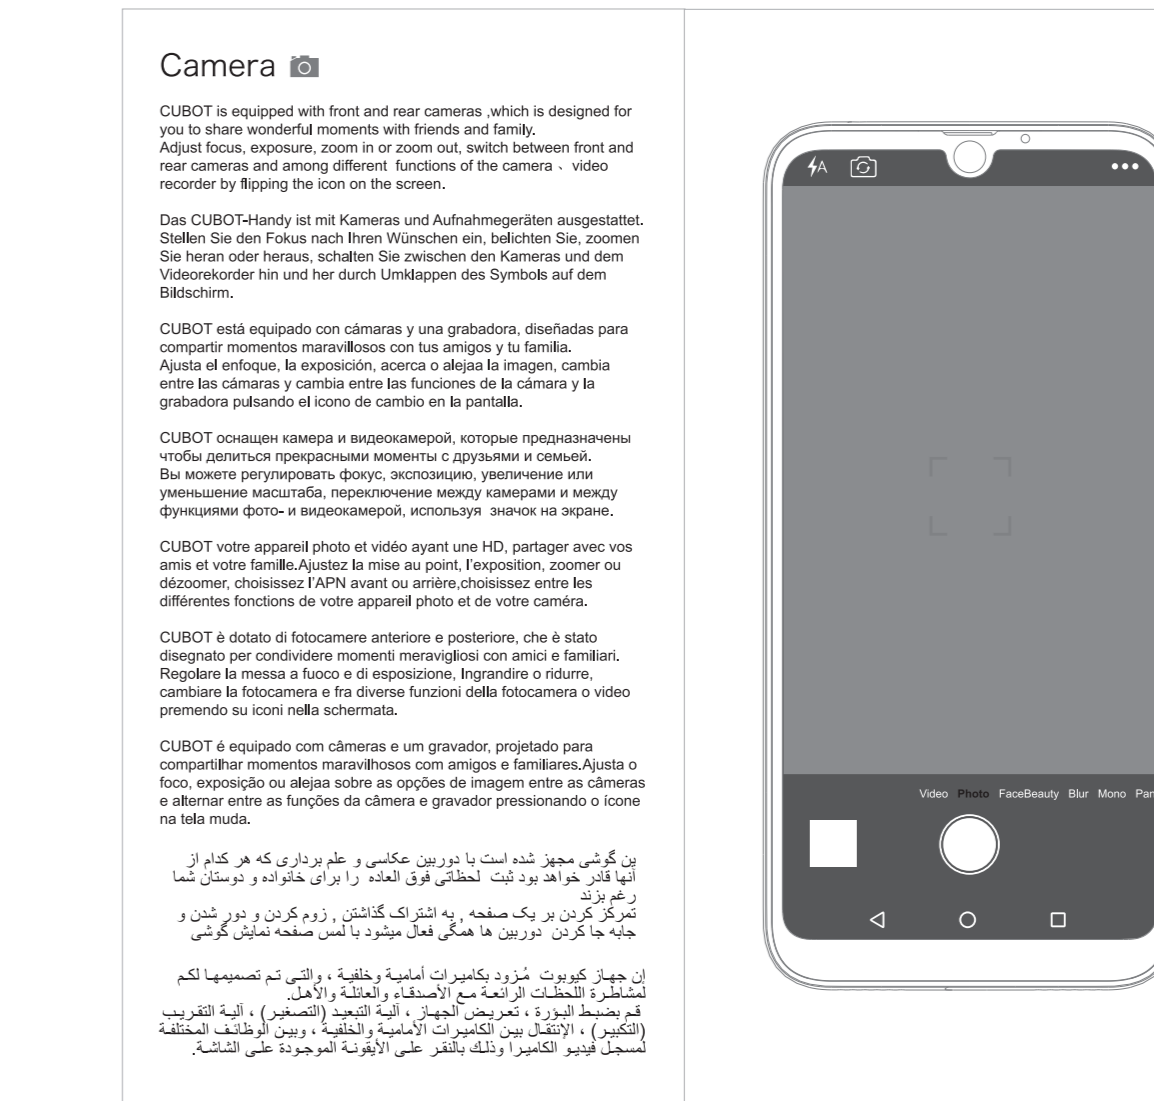 Camera
CUBOT is equipped with front and rear cameras ,which is designed for
you to share wonderful moments with friends and family.
Adjust focus, exposure, zoom in or zoom out, switch between front and
rear cameras and among different functions of the camera 、 video
recorder by flipping the icon on the screen.
Das CUBOT-Handy ist mit Kameras und Aufnahmegeräten ausgestattet.
Stellen Sie den Fokus nach Ihren Wünschen ein, belichten Sie, zoomen
Sie heran oder heraus, schalten Sie zwischen den Kameras und dem
Videorekorder hin und her durch Umklappen des Symbols auf dem
Bildschirm.
CUBOT está equipado con cámaras y una grabadora, diseñadas para
compartir momentos maravillosos con tus amigos y tu familia.
Ajusta el enfoque, la exposición, acerca o alejaa la imagen, cambia
entre las cámaras y cambia entre las funciones de la cámara y la
grabadora pulsando el icono de cambio en la pantalla.
CUBOT оснащен камера и видеокамерой, которые предназначены
чтобы делиться прекрасными моменты с друзьями и семьей.
Вы можете регулировать фокус, экспозицию, увеличение или
уменьшение масштаба, переключение между камерами и между
функциями фото- и видеокамерой, используя значок на экране.
CUBOT votre appareil photo et vidéo ayant une HD, partager avec vos
amis et votre famille.Ajustez la mise au point, l'exposition, zoomer ou
dézoomer, choisissez l'APN avant ou arrière,choisissez entre les
différentes fonctions de votre appareil photo et de votre caméra.
CUBOT è dotato di fotocamere anteriore e posteriore, che è stato
disegnato per condividere momenti meravigliosi con amici e familiari.
Regolare la messa a fuoco e di esposizione, Ingrandire o ridurre,
cambiare la fotocamera e fra diverse funzioni della fotocamera o video
premendo su iconi nella schermata.
CUBOT é equipado com câmeras e um gravador, projetado para
compartilhar momentos maravilhosos com amigos e familiares.Ajusta o
foco, exposição ou alejaa sobre as opções de imagem entre as câmeras
e alternar entre as funções da câmera e gravador pressionando o ícone
na tela muda.
ین گوشی مجهز شده است با دوربین عکاسی و علم برداری که هر کدام از
آنها قادر خواهد بود ثبت لحظاتی فوق العاده را برای خانواده و دوستان شما
رغم بزند
تمرکز کردن بر یک صفحه , به اشتراک گذاشتن , زوم کردن و دور شدن و
جابه جا کردن دوربین ها همگی فعال میشود با لمس صفحه نمایش گوشی
إن جهاز كيوبوت مُزود بكاميرات أمامية وخلفية ، والتي تم تصميمها لكم
لمشاطرة اللحظات الرائعة مع الأصدقاء والعائلة والأهل.
قم بضبط البؤرة ، تعريض الجهاز ، آلية التبعيد (التصغير) ، آلية التقريب
(التكبير) ، الإنتقال بين الكاميرات الأمامية والخلفية ، وبين الوظائف المختلفة
لمسجل فيديو الكاميرا وذلك بالنقر على الأيقونة الموجودة على الشاشة.
A
Video Photo FaceBeauty Blur Mono Pan